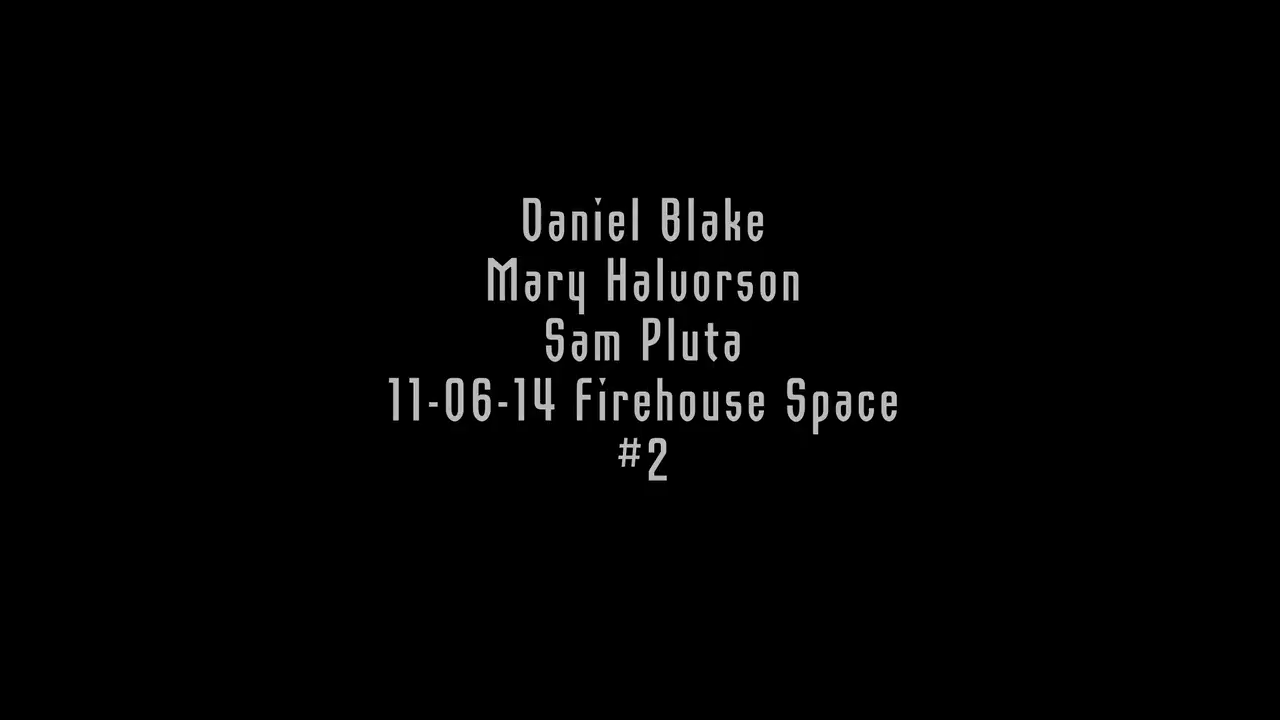 Daniel Blake
Mary Halvorson
Sam Pluta
11-06-14 Firehouse Space
#2